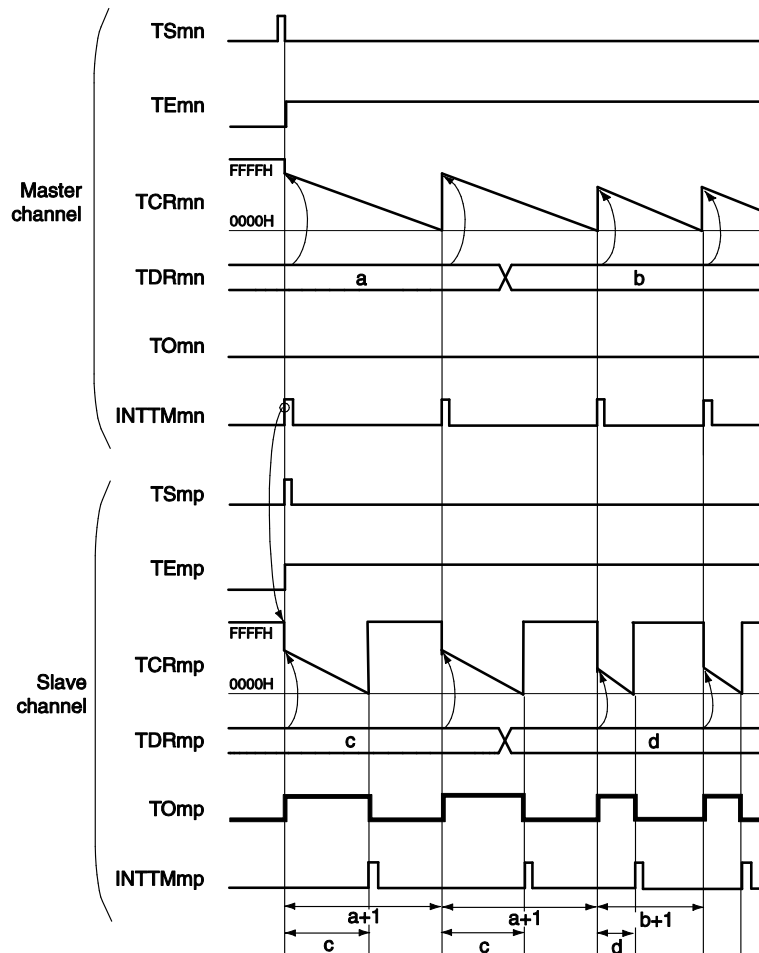 TSmn
TEmn
FFFFH
Master
channel
TCRmn
0000H
TDRmn
a
b
TOmn
INTTMmn
TSmp
TEmp
FFFFH
TCRmp
Slave
channel
0000H
TDRmp
c
d
TOmp
INTTMmp
a+1
a+1
b+1
c
c
d